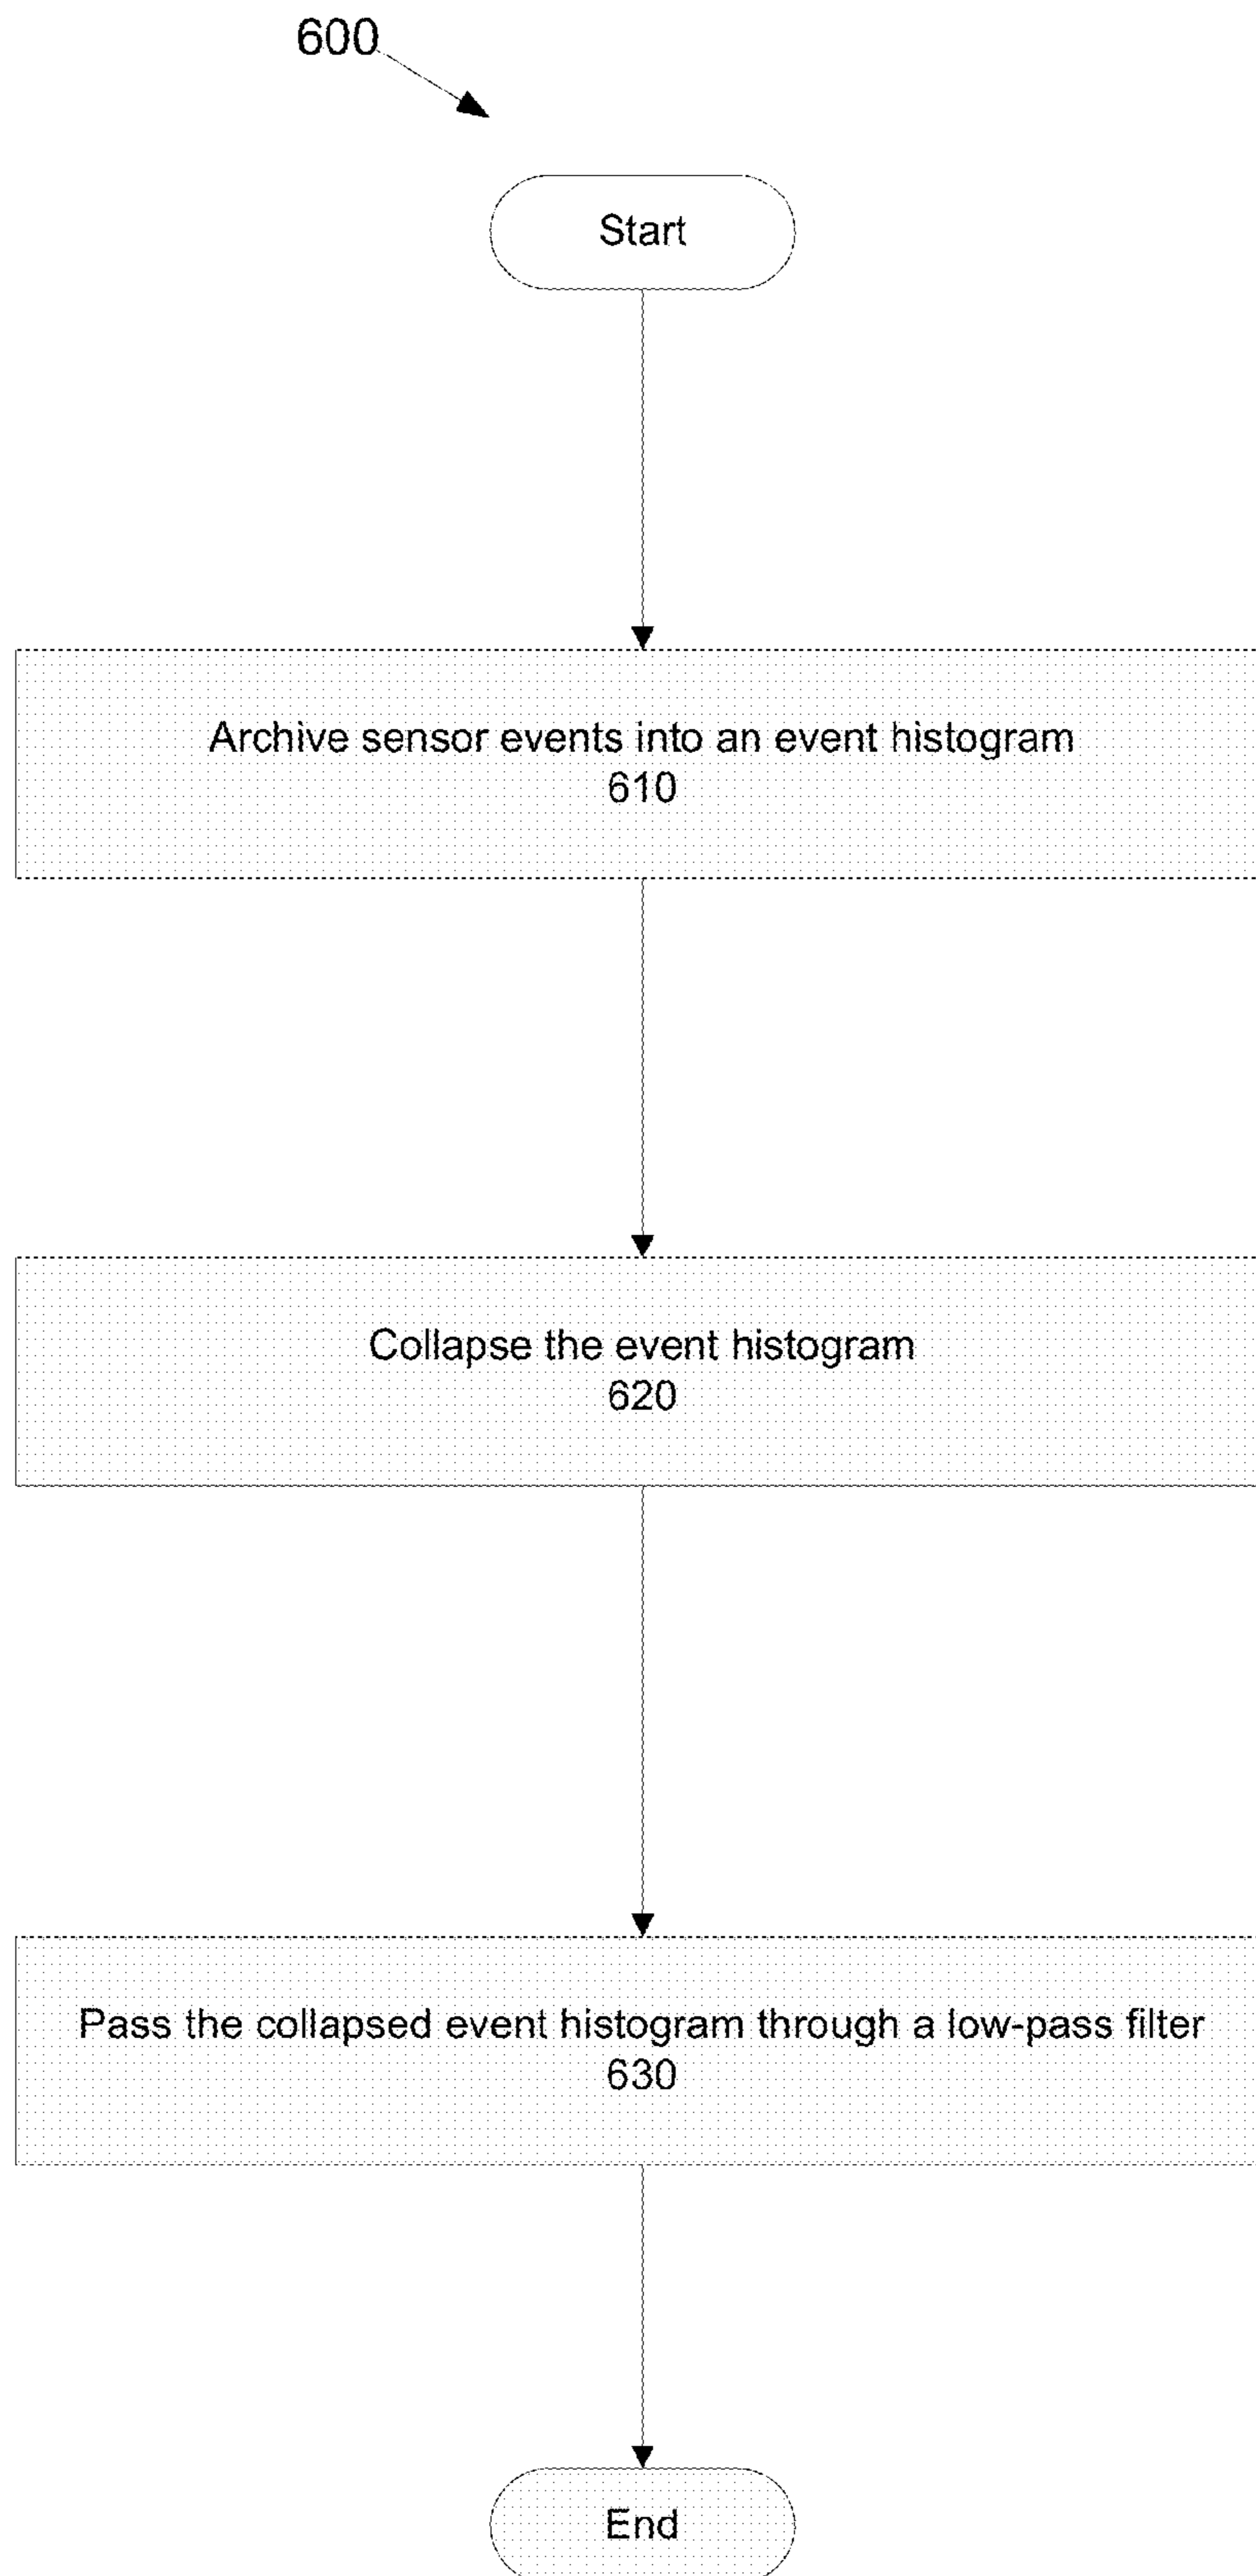 600
Start
Archive sensor events into an event histogram
610
Collapse the event histogram
620
Pass the collapsed event histogram through a low-pass filter
630
End